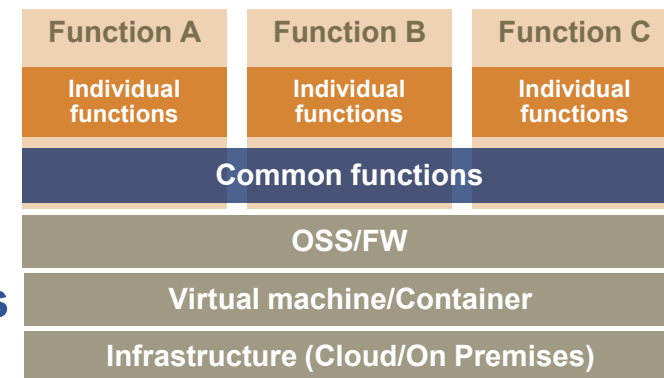 Function A Function B Function C
Individual Individual Individual
functions functions functions
Common functions
OSS/FW
s Virtual machine/Container
Infrastructure (Cloud/On Premises)